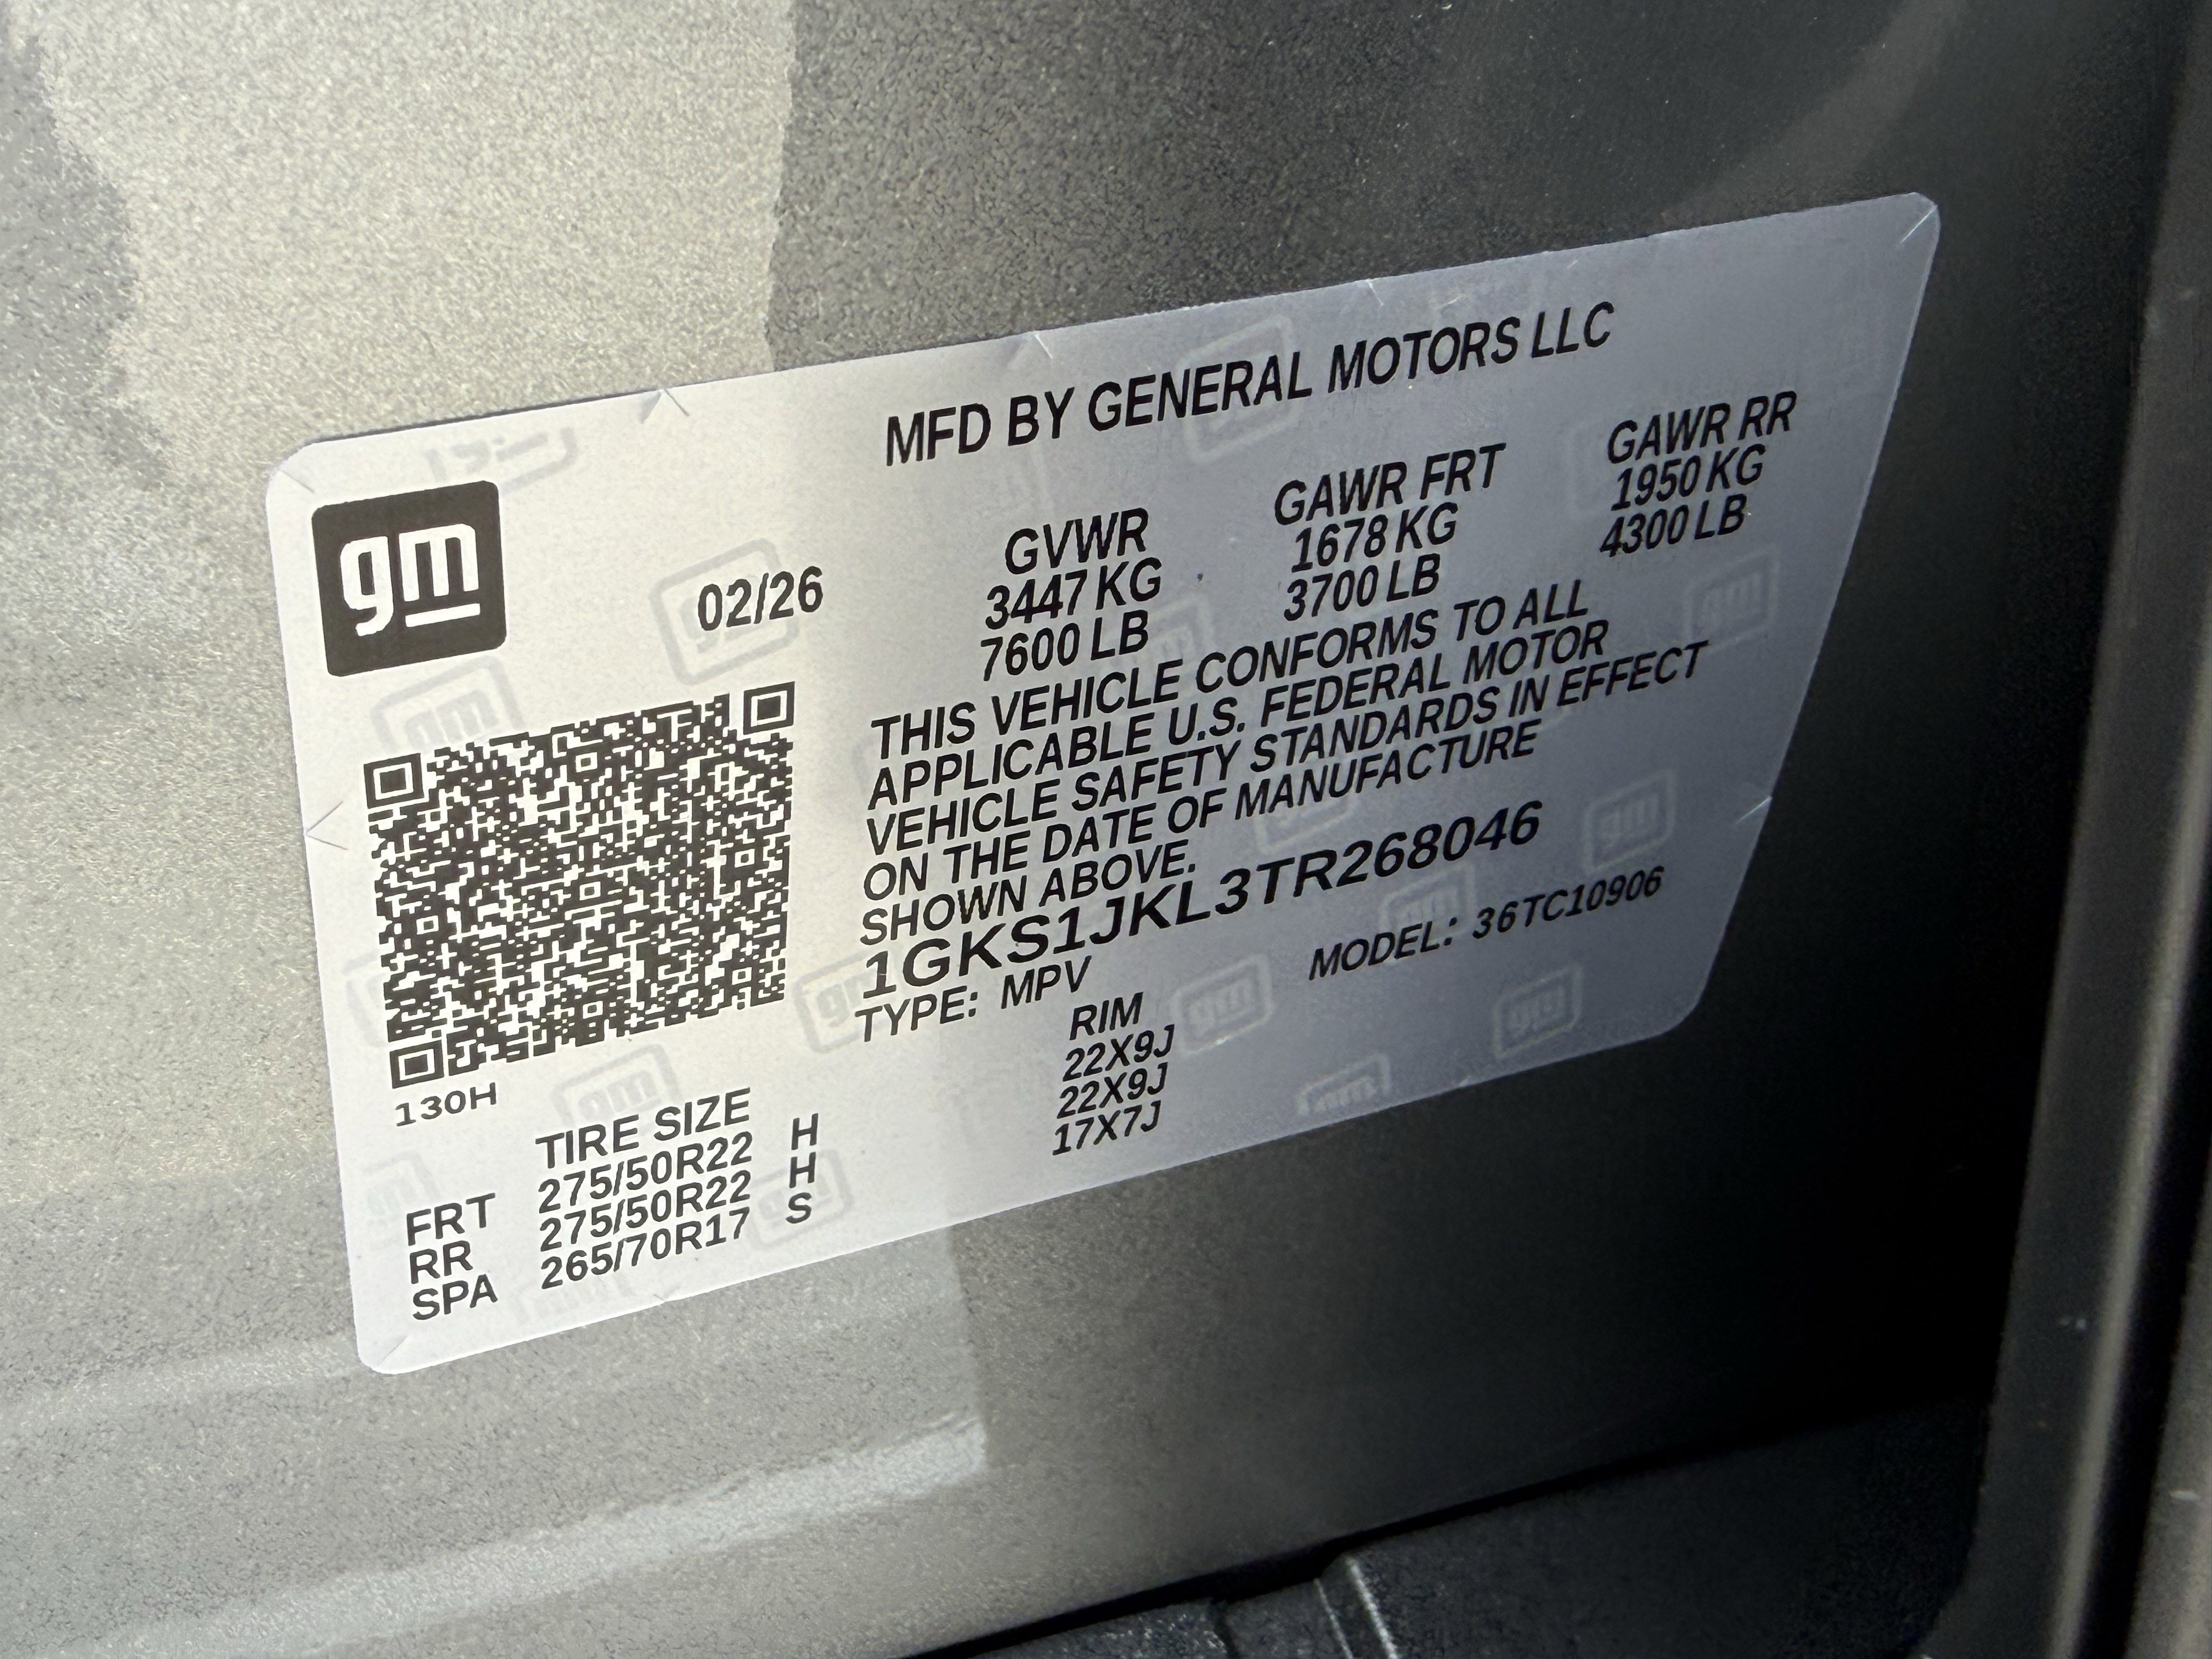 MFD BY GENERAL MOTORS LLC
gm
02/26
GVWR GAWR FRT GAWR RR
3447 KG 1678 KG 1950 KG
7600 LB 3700 LB 4300 LB
THIS VEHICLE CONFORMS TO ALL
APPLICABLE U.S. FEDERAL MOTOR
VEHICLE SAFETY STANDARDS IN EFFECT
ON THE DATE OF MANUFACTURE
SHOWN ABOVE.
1GKS1JKL3TR268046
TYPE: MPV MODEL: 36TC10906
130H
TIRE SIZE RIM
FRT 275/50R22 H 22X9J
RR 275/50R22 H 22X9J
SPA 265/70R17 S 17X7J